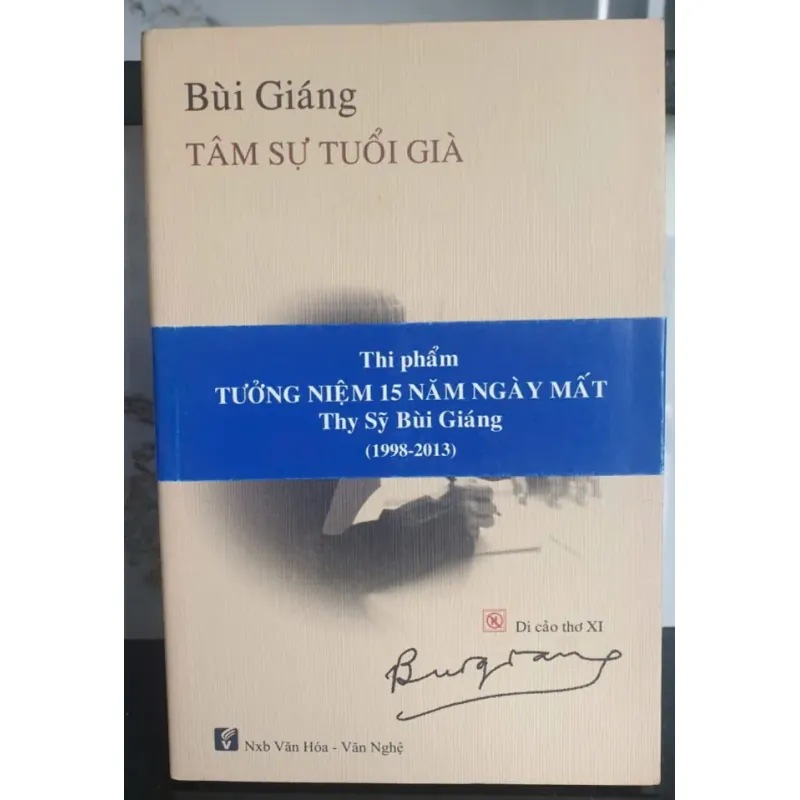 Bùi Giáng
TÂM SỰ TUỔI GIÀ
Thi phẩm
TƯỞNG NIỆM 15 NĂM NGÀY MẤT
Thy Sỹ Bùi Giáng
(1998-2013)
Di cảo thơ XI
Buigiang
Nxb Văn Hóa - Văn Nghệ